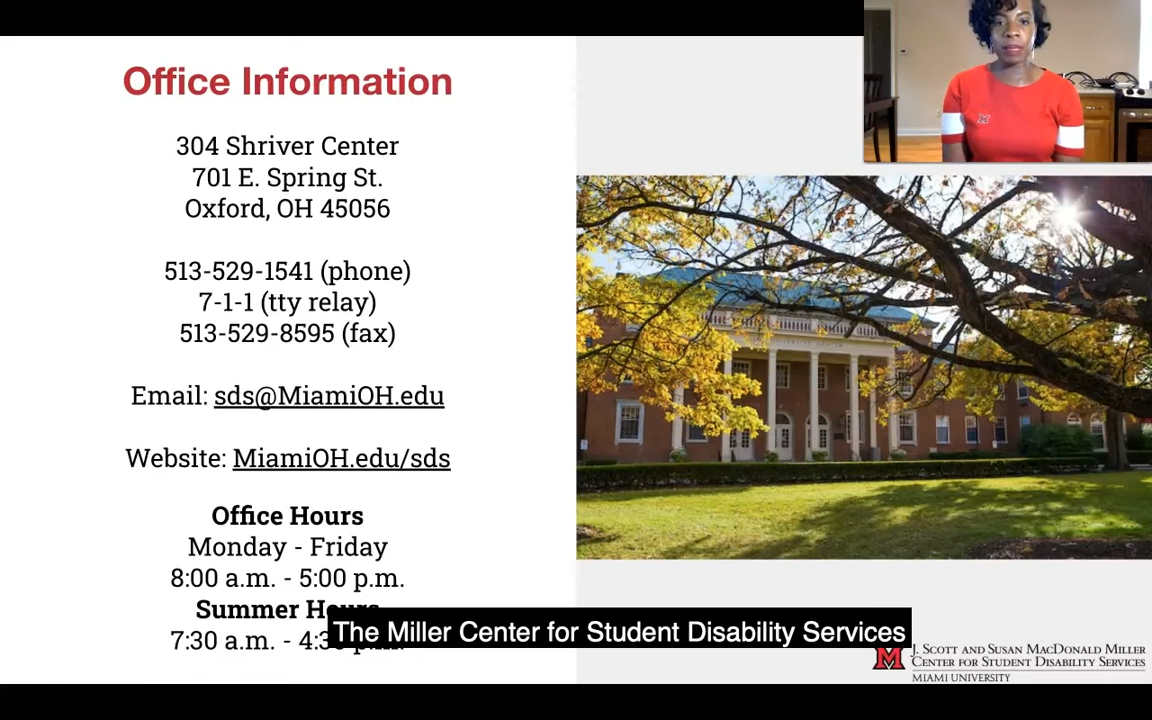 Office Information
304 Shriver Center
701 E. Spring St.
Oxford, OH 45056
513-529-1541 (phone)
7-1-1 (tty relay)
513-529-8595 (fax)
Email: sds@MiamiOH.edu
Website: MiamiOH.edu/sds
Office Hours
Monday - Friday
8:00 a.m. - 5:00 p.m.
Summer Hours
7:30 a.m. - 4:3 p.m.
The Miller Center for Student Disability Services
M
J. Scott and Susan MacDonald Miller
Center for Student Disability Services
Miami University